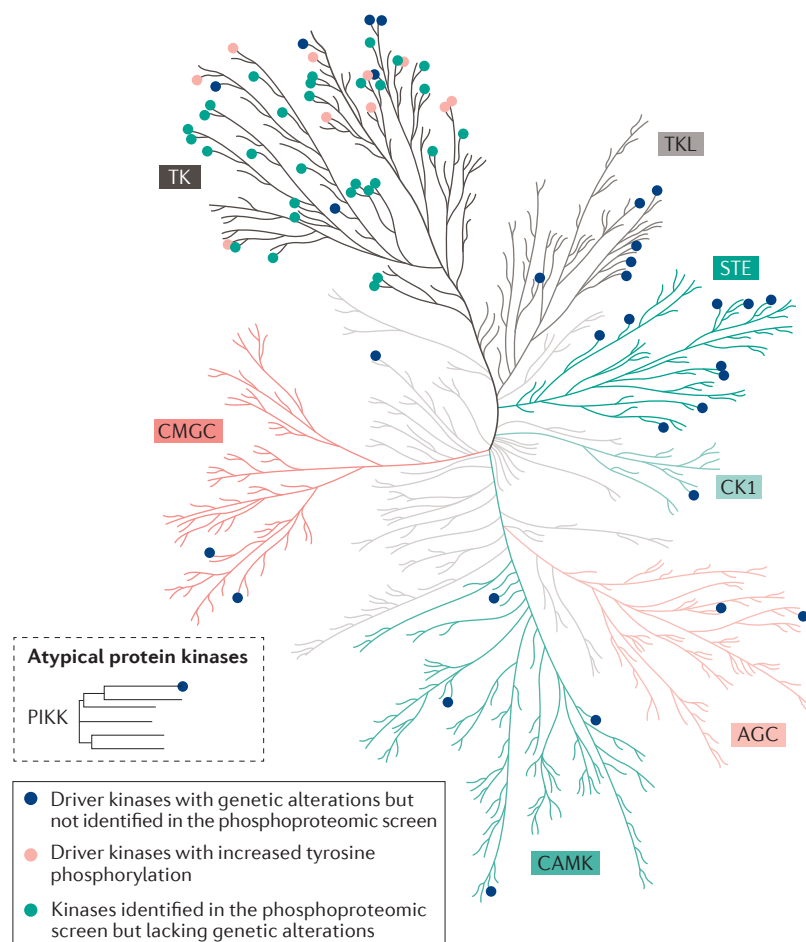 TK
TKL
STE
CMGC
CK1
Atypical protein kinases
PIKK
AGC
CAMK
Driver kinases with genetic alterations but
not identified in the phosphoproteomic screen
Driver kinases with increased tyrosine
phosphorylation
Kinases identified in the phosphoproteomic
screen but lacking genetic alterations